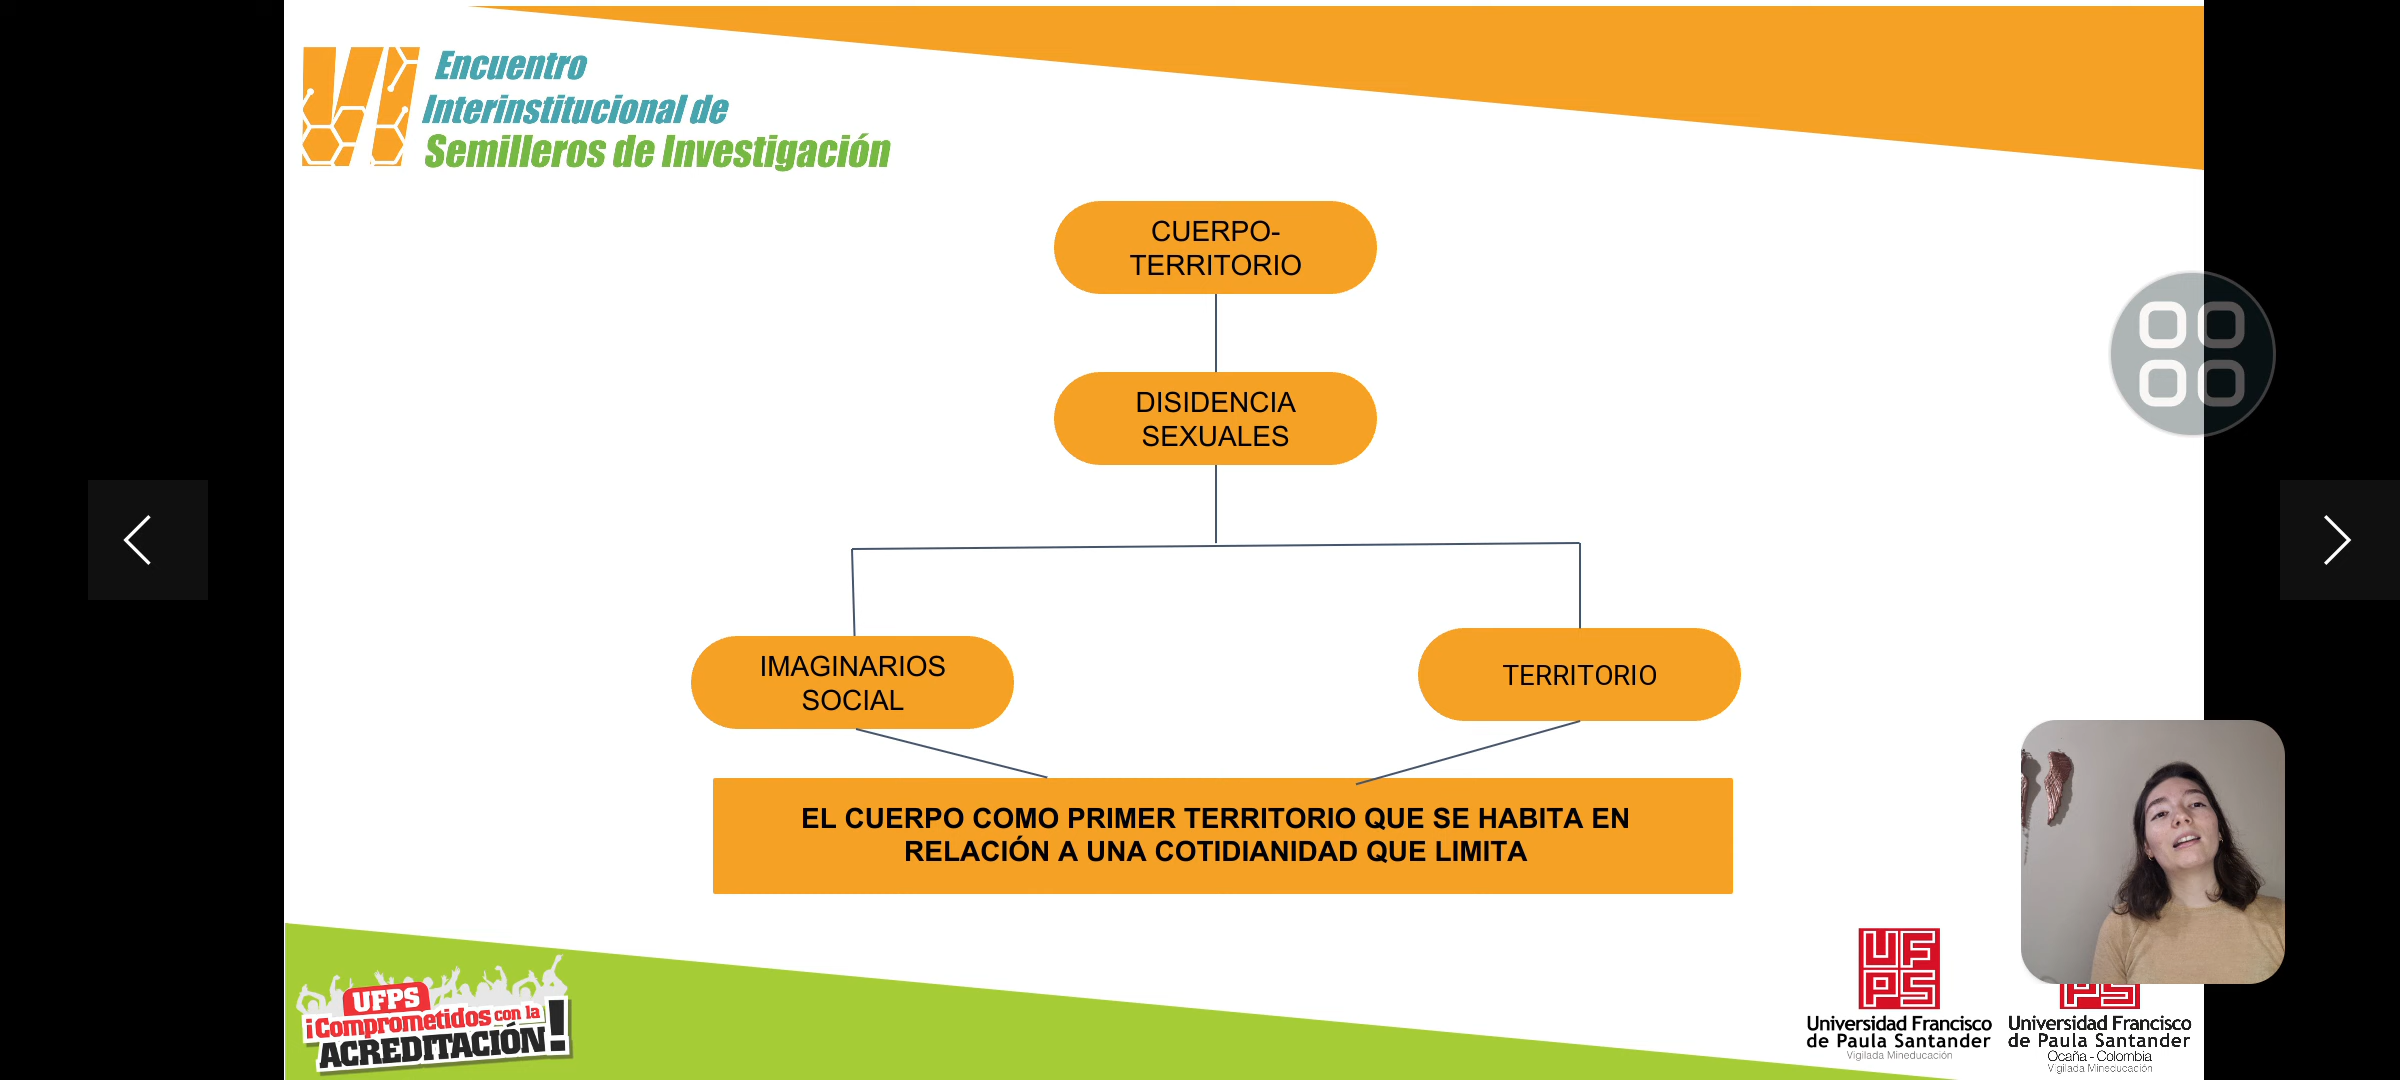 Encuentro
Interinstitucional de
Semilleros de Investigación
CUERPO-
TERRITORIO
DISIDENCIA
SEXUALES
IMAGINARIOS
SOCIAL
TERRITORIO
EL CUERPO COMO PRIMER TERRITORIO QUE SE HABITA EN
RELACIÓN A UNA COTIDIANIDAD QUE LIMITA
UFPS
¡Comprometidos con la
ACREDITACIÓN!
UFPS
Universidad Francisco
de Paula Santander
Vigilada Mineducación
PS
Universidad Francisco
de Paula Santander
Ocaña - Colombia
Vigilada Mineducación